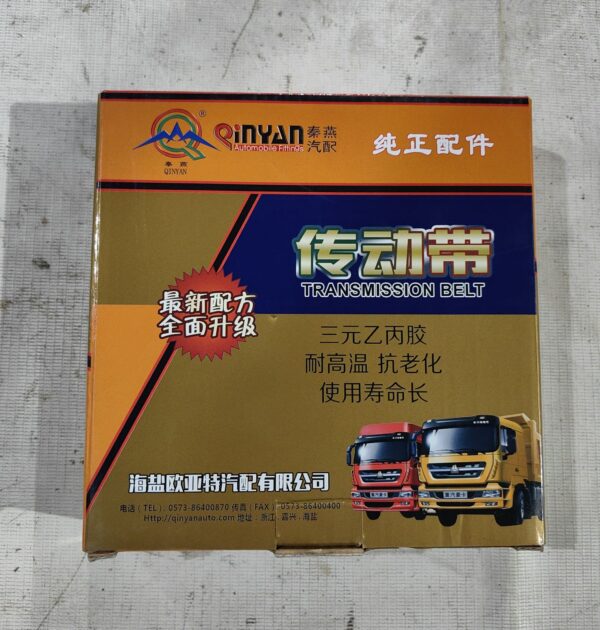 ®
秦燕
QINYAN
QINYAN 秦燕
Automobile Fittings 汽配
纯正配件
传动带
TRANSMISSION BELT
最新配方
全面升级
三元乙丙胶
耐高温 抗老化
使用寿命长
海盐欧亚特汽配有限公司
电话(TEL):0573-86400870 传真(FAX):0573-86400400
Http://qinyanauto.com 地址:浙江.嘉兴.海盐